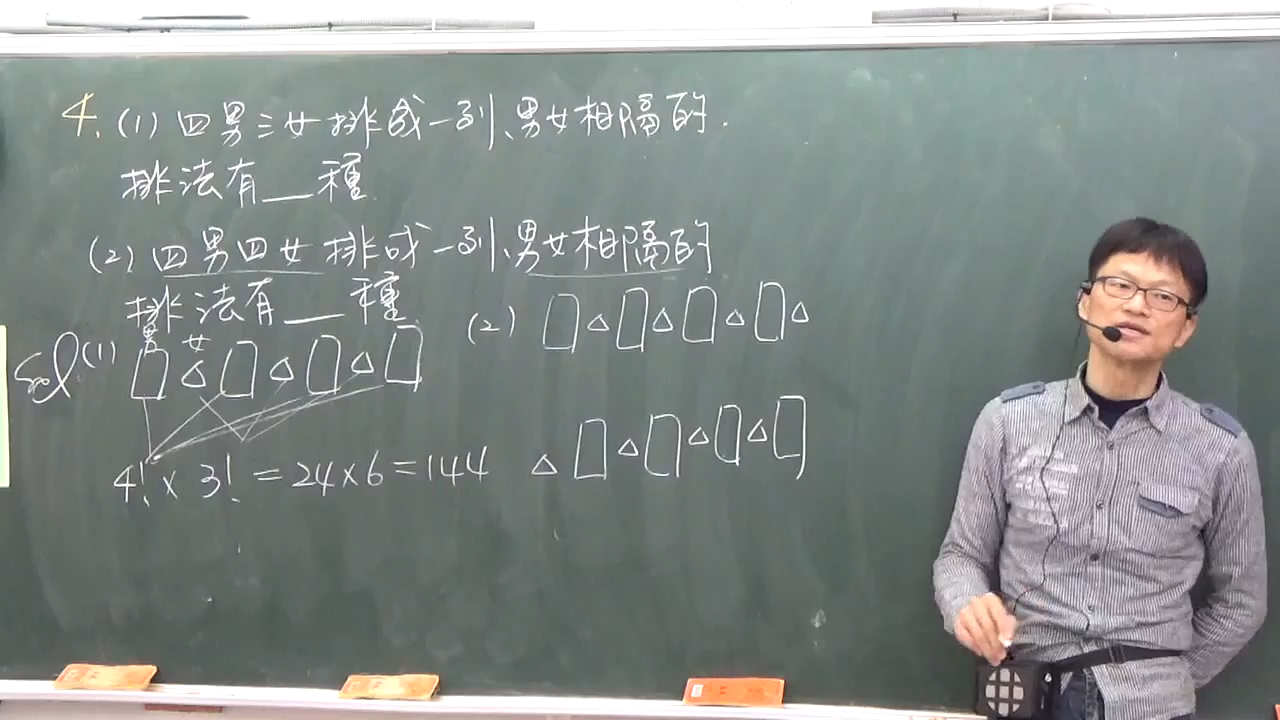 4. (1) 四男三女排成一列、男女相隔的.
排法有__種.
(2) 四男四女排成一列、男女相隔的
排法有__種.
Sol (1) 男 女
□△□△□△□
4! × 3! = 24×6 = 144
(2) □△□△□△□△
△□△□△□△□